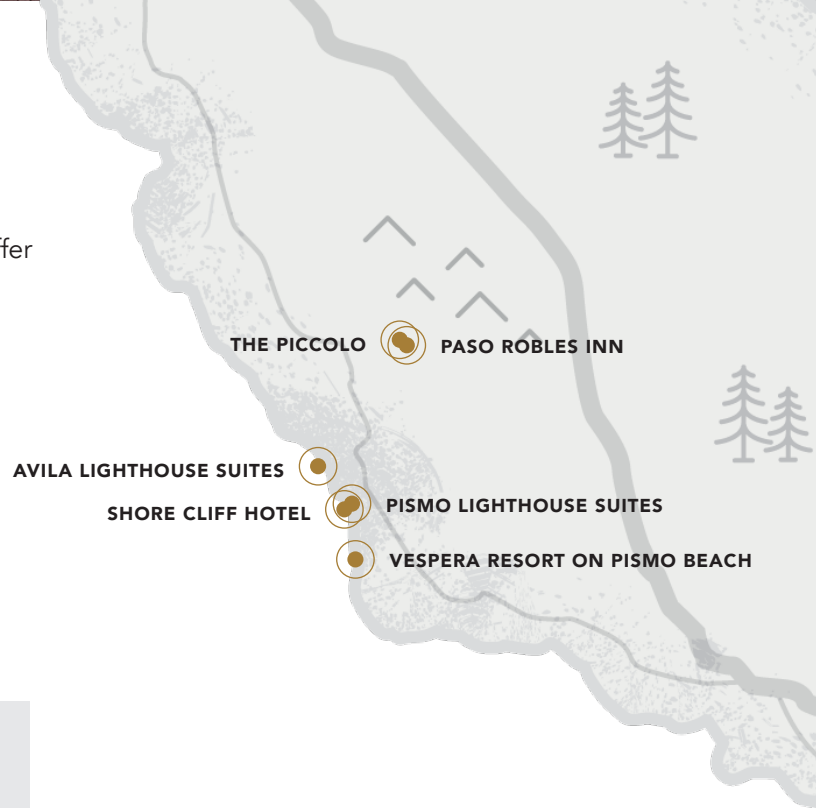 THE PICCOLO
PASO ROBLES INN
AVILA LIGHTHOUSE SUITES
PISMO LIGHTHOUSE SUITES
SHORE CLIFF HOTEL
VESPERA RESORT ON PISMO BEACH